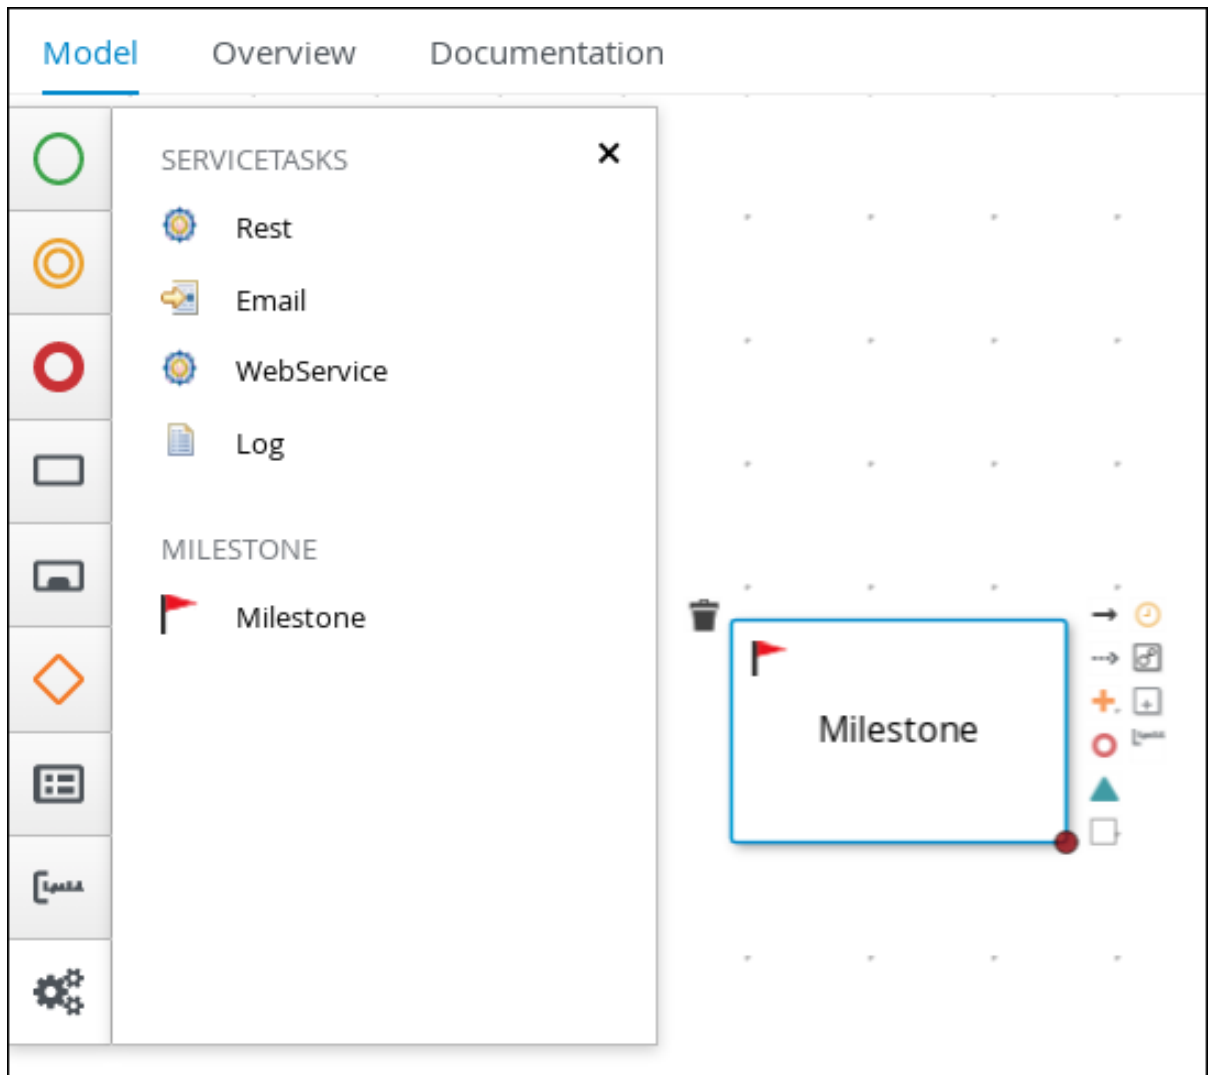 Model Overview Documentation
SERVICETASKS
Rest
Email
WebService
Log
MILESTONE
Milestone
Milestone